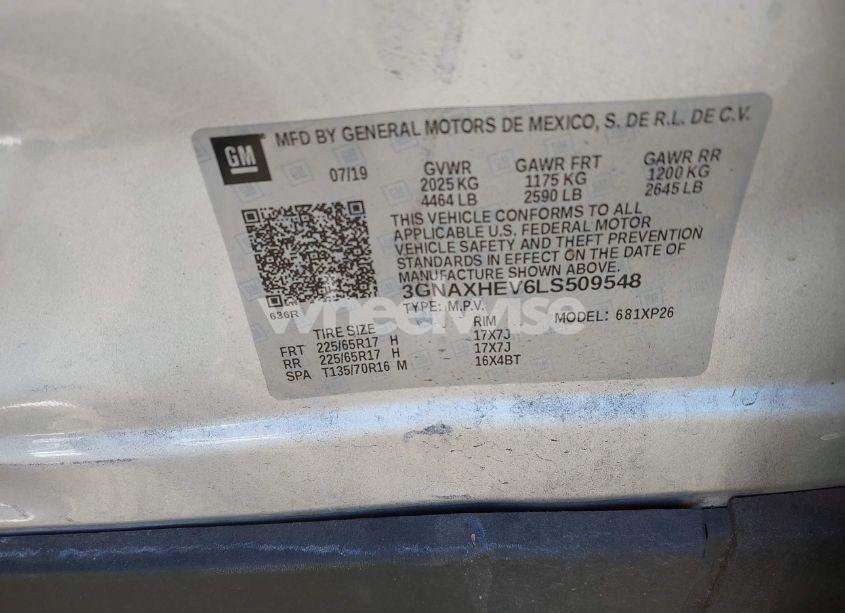 GM
MFD BY GENERAL MOTORS DE MEXICO, S. DE R.L. DE C.V.
07/19 GVWR GAWR FRT GAWR RR
2025 KG 1175 KG 1200 KG
4464 LB 2590 LB 2645 LB
THIS VEHICLE CONFORMS TO ALL
APPLICABLE U.S. FEDERAL MOTOR
VEHICLE SAFETY AND THEFT PREVENTION
STANDARDS IN EFFECT ON THE DATE OF
MANUFACTURE SHOWN ABOVE.
3GNAXHEV6LS509548
636R TYPE: M.P.V. MODEL: 681XP26
wheelwise
TIRE SIZE RIM
FRT 225/65R17 H 17X7J
RR 225/65R17 H 17X7J
SPA T135/70R16 M 16X4BT